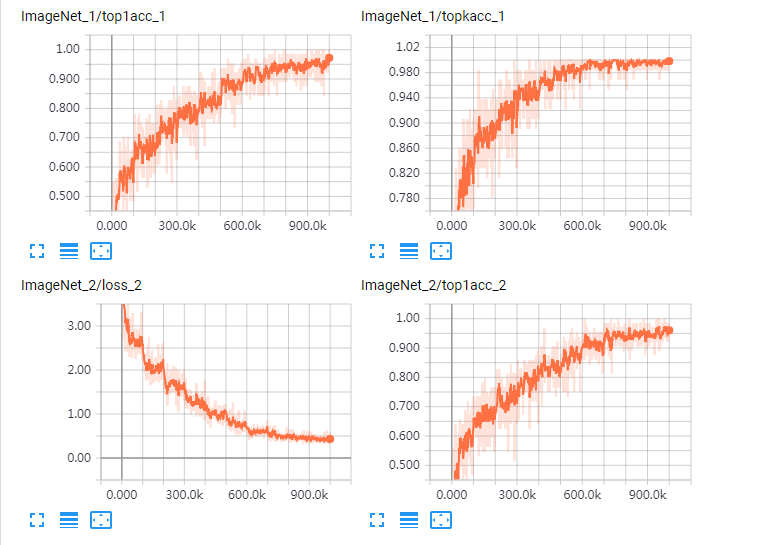 ImageNet_1/top1acc_1
1.00
0.900
0.800
0.700
0.600
0.500
0.000 300.0k 600.0k 900.0k
ImageNet_1/topkacc_1
1.02
0.980
0.940
0.900
0.860
0.820
0.780
0.000 300.0k 600.0k 900.0k
ImageNet_2/loss_2
3.00
2.00
1.00
0.00
0.000 300.0k 600.0k 900.0k
ImageNet_2/top1acc_2
1.00
0.900
0.800
0.700
0.600
0.500
0.000 300.0k 600.0k 900.0k